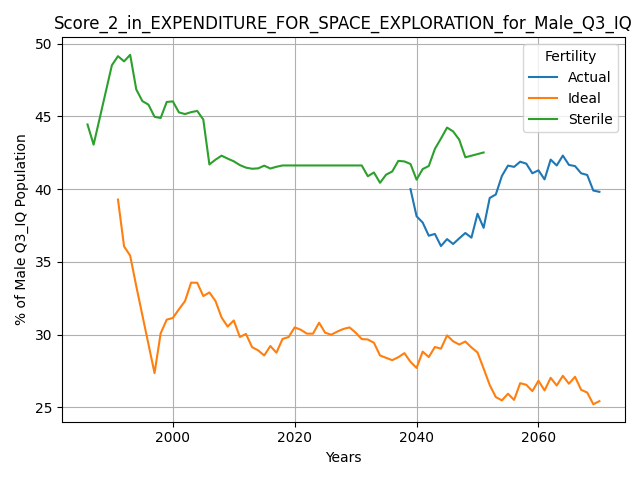 Score_2_in_EXPENDITURE_FOR_SPACE_EXPLORATION_for_Male_Q3_IQ
Fertility
Actual
Ideal
Sterile
% of Male Q3_IQ Population
50
45
40
35
30
25
2000
2020
2040
2060
Years